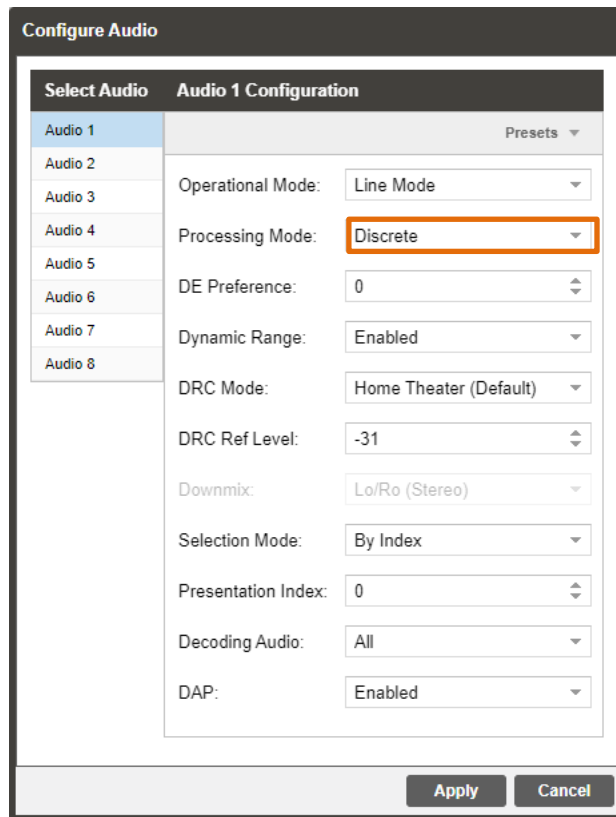 Configure Audio
Select Audio Audio 1 Configuration
Audio 1
Presets
Audio 2
Audio 3
Audio 4
Audio 5
Audio 6
Audio 7
Audio 8
Operational Mode: Line Mode
Processing Mode: Discrete
DE Preference: 0
Dynamic Range: Enabled
DRC Mode: Home Theater (Default)
DRC Ref Level: -31
Downmix: Lo/Ro (Stereo)
Selection Mode: By Index
Presentation Index: 0
Decoding Audio: All
DAP: Enabled
Apply Cancel